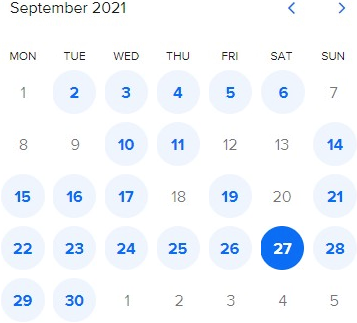 September 2021
MON TUE WED THU FRI SAT SUN
1 2 3 4 5 6 7
8 9 10 11 12 13 14
15 16 17 18 19 20 21
22 23 24 25 26 27 28
29 30 1 2 3 4 5